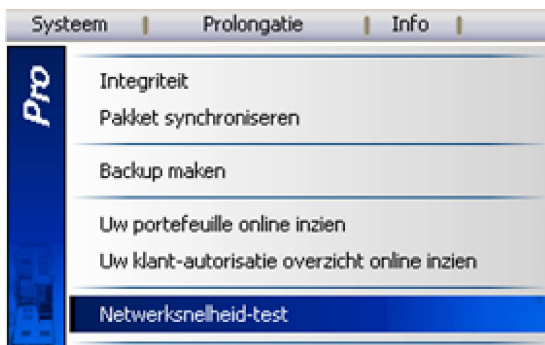 Systeem | Prolongatie | Info |
Pro
Integriteit
Pakket synchroniseren
Backup maken
Uw portefeuille online inzien
Uw klant-autorisatie overzicht online inzien
Netwerksnelheid-test